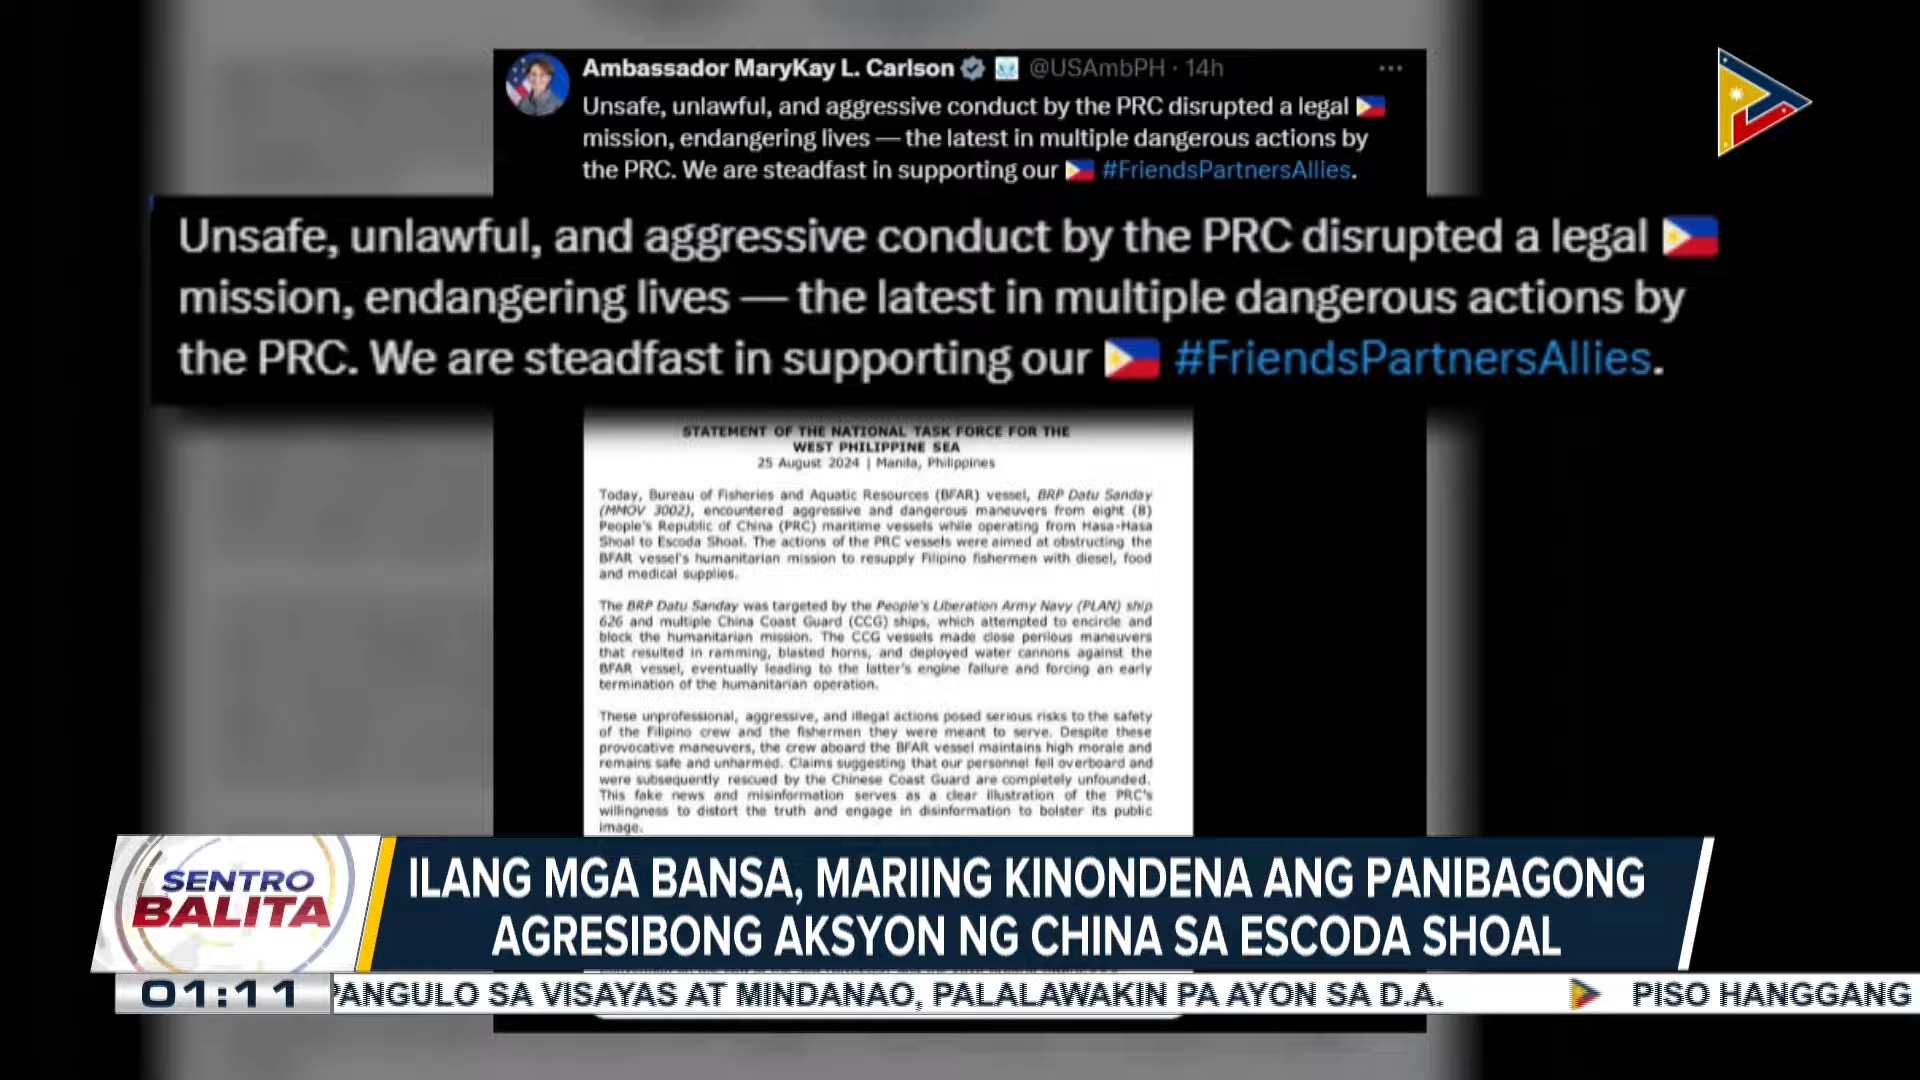 Ambassador MaryKay L. Carlson @USAmbPH · 14h
Unsafe, unlawful, and aggressive conduct by the PRC disrupted a legal 🇵🇭
mission, endangering lives — the latest in multiple dangerous actions by
the PRC. We are steadfast in supporting our 🇵🇭 #FriendsPartnersAllies.
Unsafe, unlawful, and aggressive conduct by the PRC disrupted a legal 🇵🇭
mission, endangering lives — the latest in multiple dangerous actions by
the PRC. We are steadfast in supporting our 🇵🇭 #FriendsPartnersAllies.
STATEMENT OF THE NATIONAL TASK FORCE FOR THE
WEST PHILIPPINE SEA
25 August 2024 | Manila, Philippines
Today, Bureau of Fisheries and Aquatic Resources (BFAR) vessel, BRP Datu Sanday
(MMOV 3002), encountered aggressive and dangerous maneuvers from eight (8)
People's Republic of China (PRC) maritime vessels while operating from Hasa-Hasa
Shoal to Escoda Shoal. The actions of the PRC vessels were aimed at obstructing the
BFAR vessel's humanitarian mission to resupply Filipino fishermen with diesel, food
and medical supplies.
The BRP Datu Sanday was targeted by the People's Liberation Army Navy (PLAN) ship
626 and multiple China Coast Guard (CCG) ships, which attempted to encircle and
block the humanitarian mission. The CCG vessels made close perilous maneuvers
that resulted in ramming, blasted horns, and deployed water cannons against the
BFAR vessel, eventually leading to the latter's engine failure and forcing an early
termination of the humanitarian operation.
These unprofessional, aggressive, and illegal actions posed serious risks to the safety
of the Filipino crew and the fishermen they were meant to serve. Despite these
provocative maneuvers, the crew aboard the BFAR vessel maintains high morale and
remains safe and unharmed. Claims suggesting that our personnel fell overboard and
were subsequently rescued by the Chinese Coast Guard are completely unfounded.
This fake news and misinformation serves as a clear illustration of the PRC's
willingness to distort the truth and engage in disinformation to bolster its public
image.
SENTRO
BALITA
ILANG MGA BANSA, MARIING KINONDENA ANG PANIBAGONG
AGRESIBONG AKSYON NG CHINA SA ESCODA SHOAL
01:11 PANGULO SA VISAYAS AT MINDANAO, PALALAWAKIN PA AYON SA D.A. PISO HANGGANG